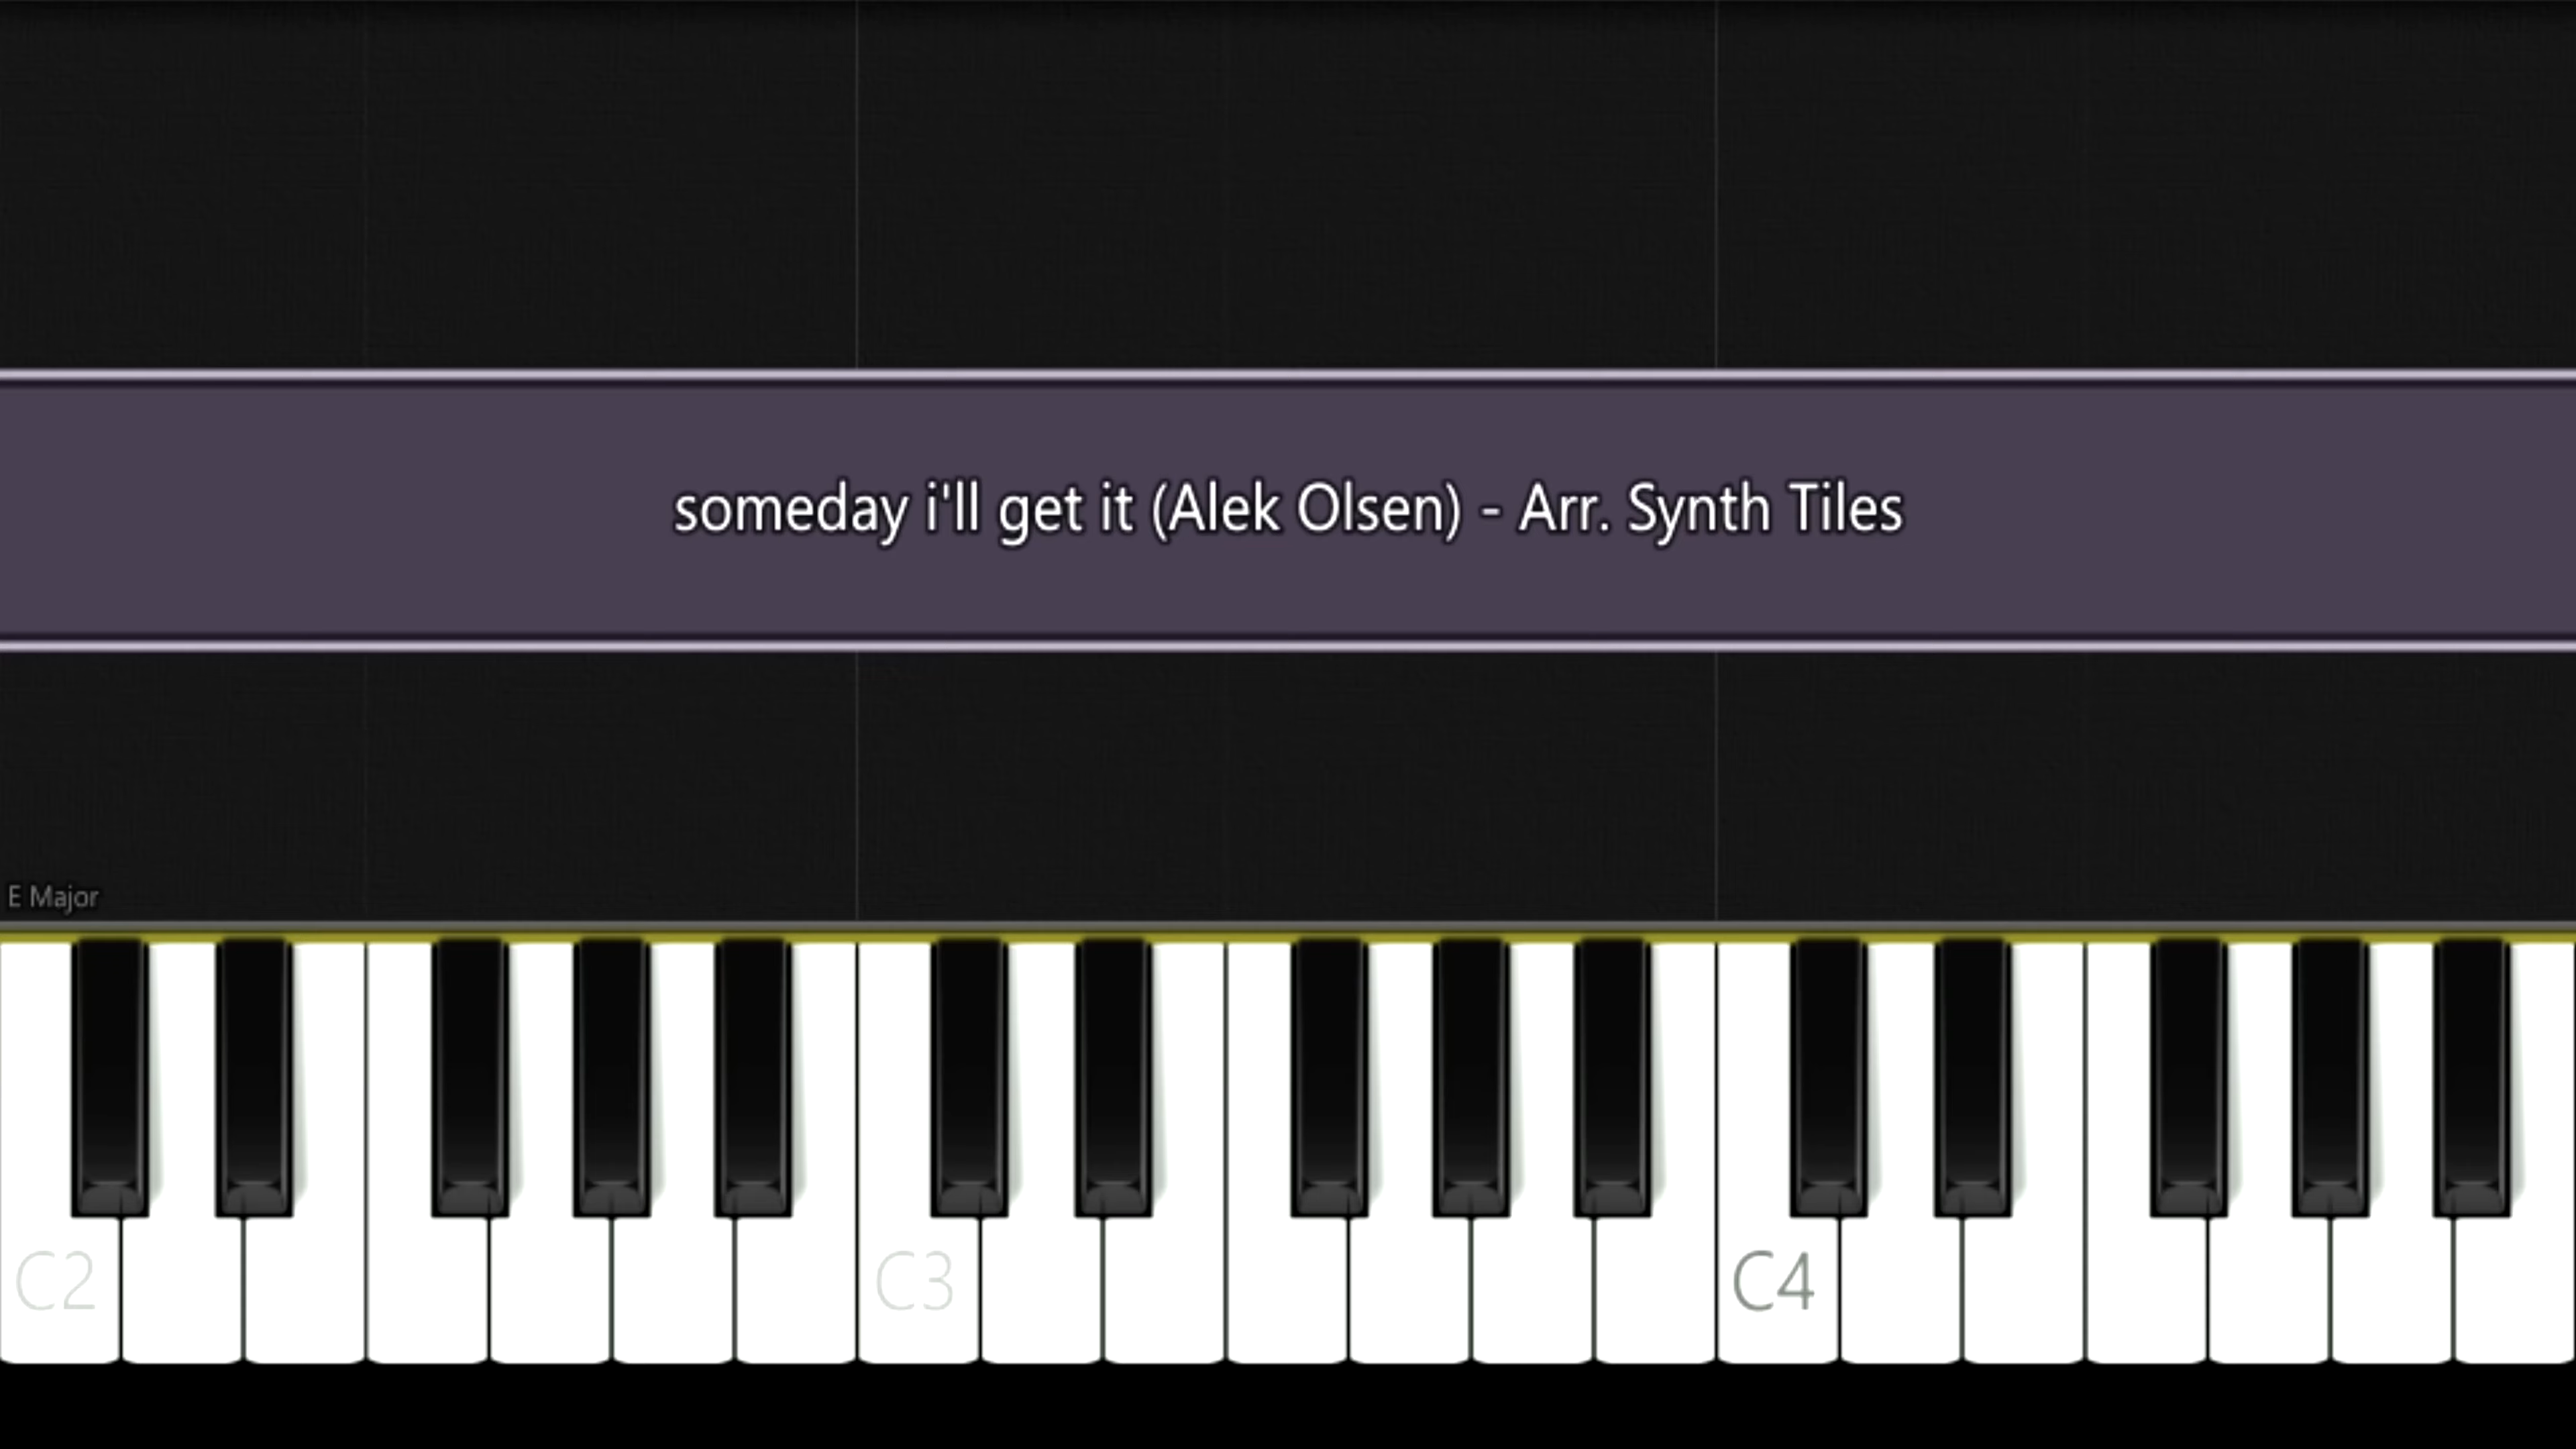 someday i'll get it (Alek Olsen) - Arr. Synth Tiles
E Major
C2
C3
C4